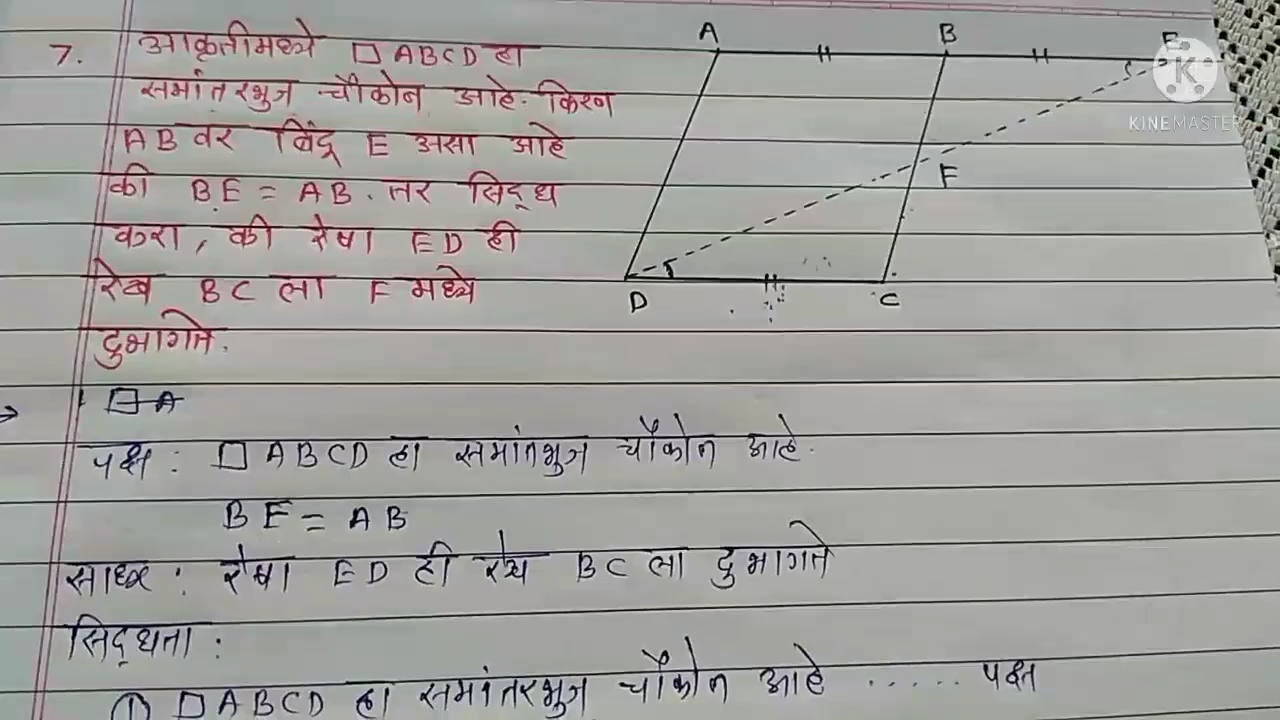 7. आकृतीमध्ये □ ABCD हा
समांतरभुज चौकोन आहे. किरण
AB वर बिंदू E असा आहे
की BE = AB. तर सिद्ध
करा, की रेषा ED ही
रेख BC ला F मध्ये
दुभागते.
A B E
F
D C
KINEMASTER
□ A
पक्ष : □ ABCD हा समांतभुज चौकोन आहे.
BE = AB
साध्य : रेषा ED ही रेख BC ला दुभागते
सिद्धता :
① □ ABCD हा समांतरभुज चौकोन आहे ...... पक्ष